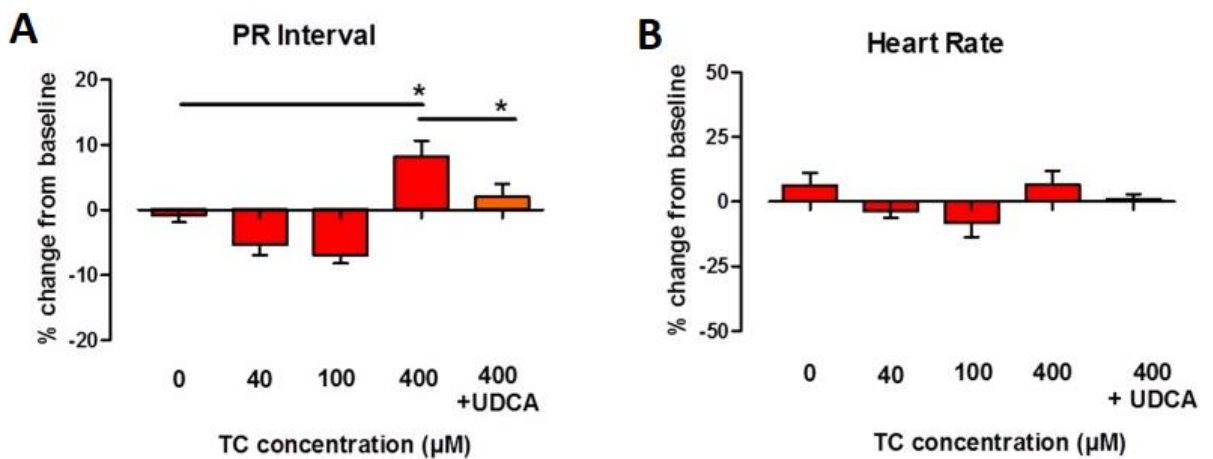 A
PR Interval
% change from baseline
20
10
0
-10
-20
*
*
0 40 100 400 400
+UDCA
TC concentration (µM)
B
Heart Rate
% change from baseline
50
25
0
-25
-50
0 40 100 400 400
+ UDCA
TC concentration (µM)